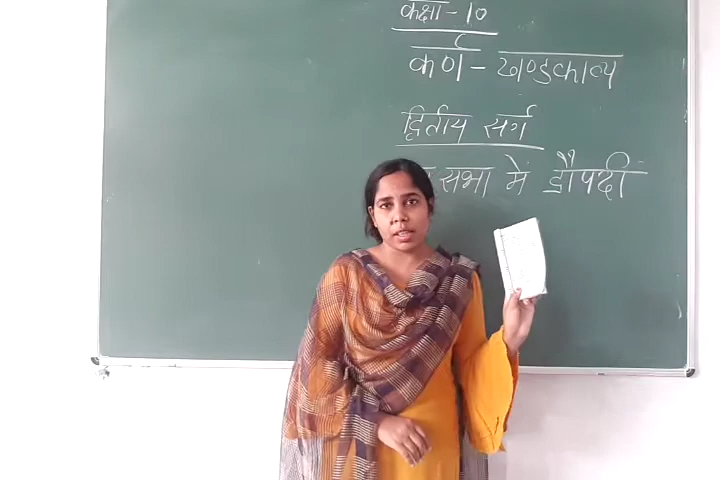 कक्षा - 10
कर्ण - खण्डकाव्य
द्वितीय सर्ग
सभा में द्रौपदी